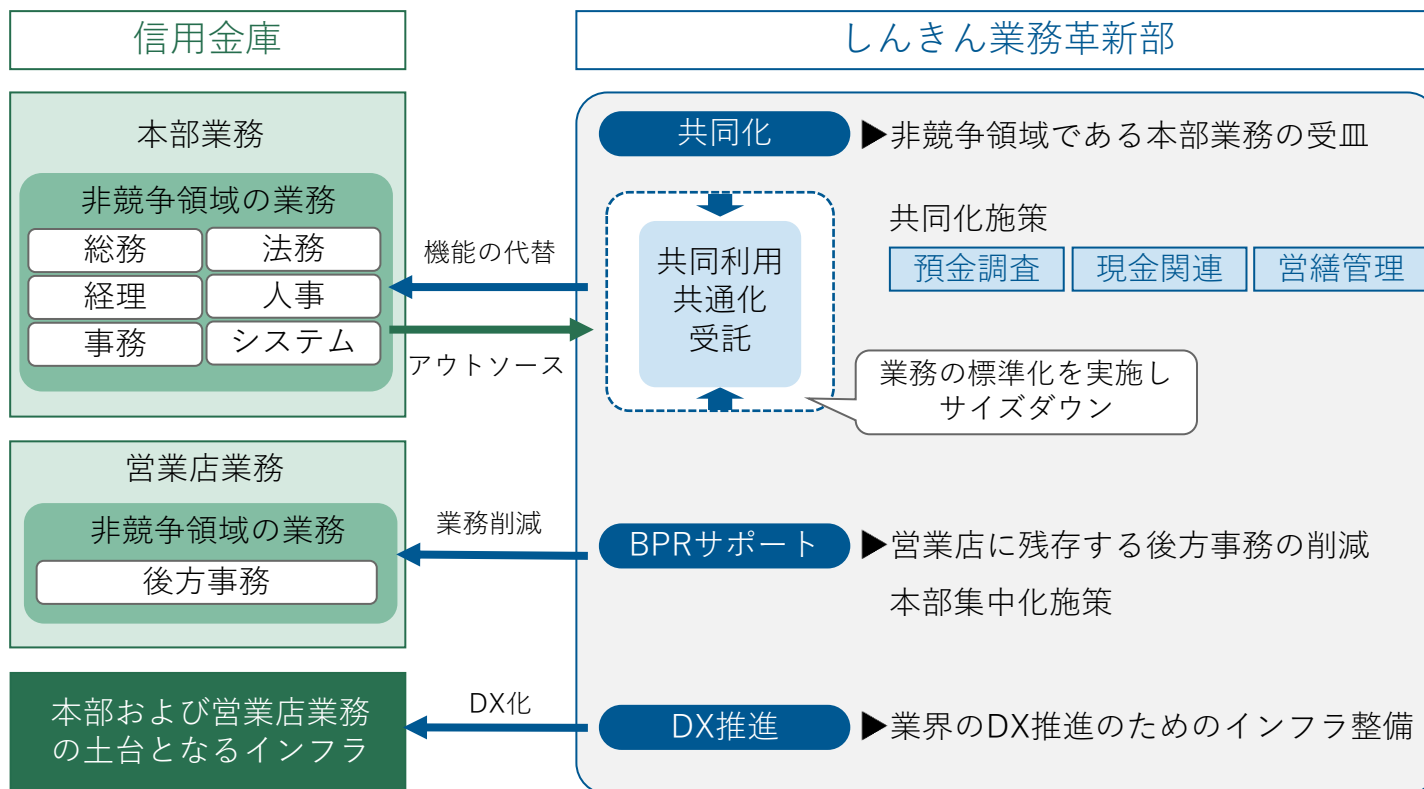 信用金庫
しんきん業務革新部
本部業務
非競争領域の業務
総務
法務
経理
人事
事務
システム
機能の代替
アウトソース
共同化
▶非競争領域である本部業務の受皿
共同利用
共通化
受託
共同化施策
預金調査
現金関連
営繕管理
業務の標準化を実施し
サイズダウン
営業店業務
非競争領域の業務
後方事務
業務削減
BPRサポート
▶営業店に残存する後方事務の削減
本部集中化施策
本部および営業店業務
の土台となるインフラ
DX化
DX推進
▶業界のDX推進のためのインフラ整備